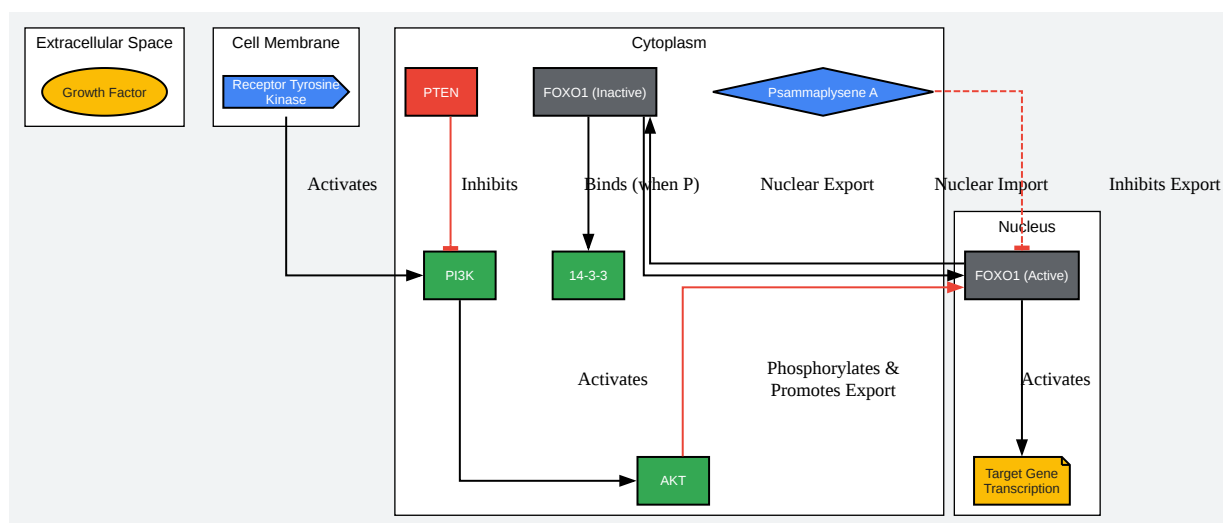 Extracellular Space
Cell Membrane
Cytoplasm
Growth Factor
Receptor Tyrosine
Kinase
PTEN
FOXO1 (Inactive)
Psammaplysene A
Activates
Inhibits
Binds (when P)
Nuclear Export
Nuclear Import
Inhibits Export
Nucleus
PI3K
14-3-3
FOXO1 (Active)
Activates
Phosphorylates &
Promotes Export
Activates
AKT
Target Gene
Transcription